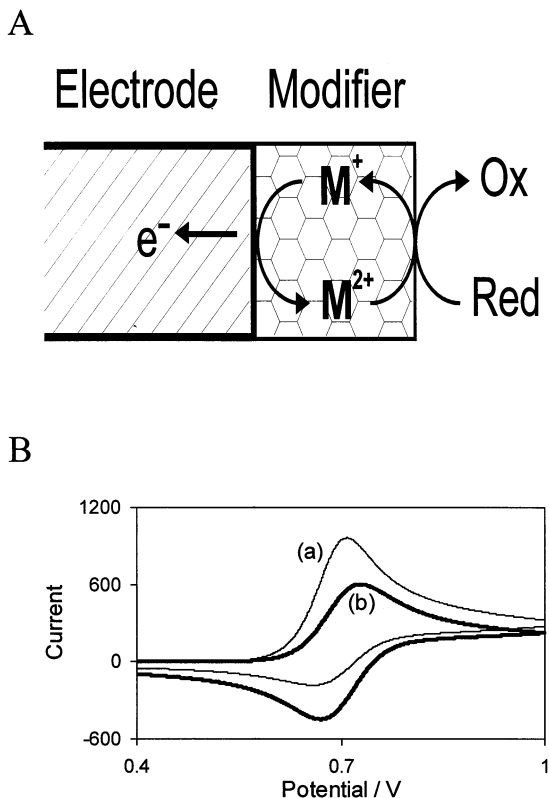 A
Electrode Modifier
M+ Ox
e-
M2+ Red
B
1200
(a)
600
(b)
Current
0
-600
0.4 0.7 1
Potential / V